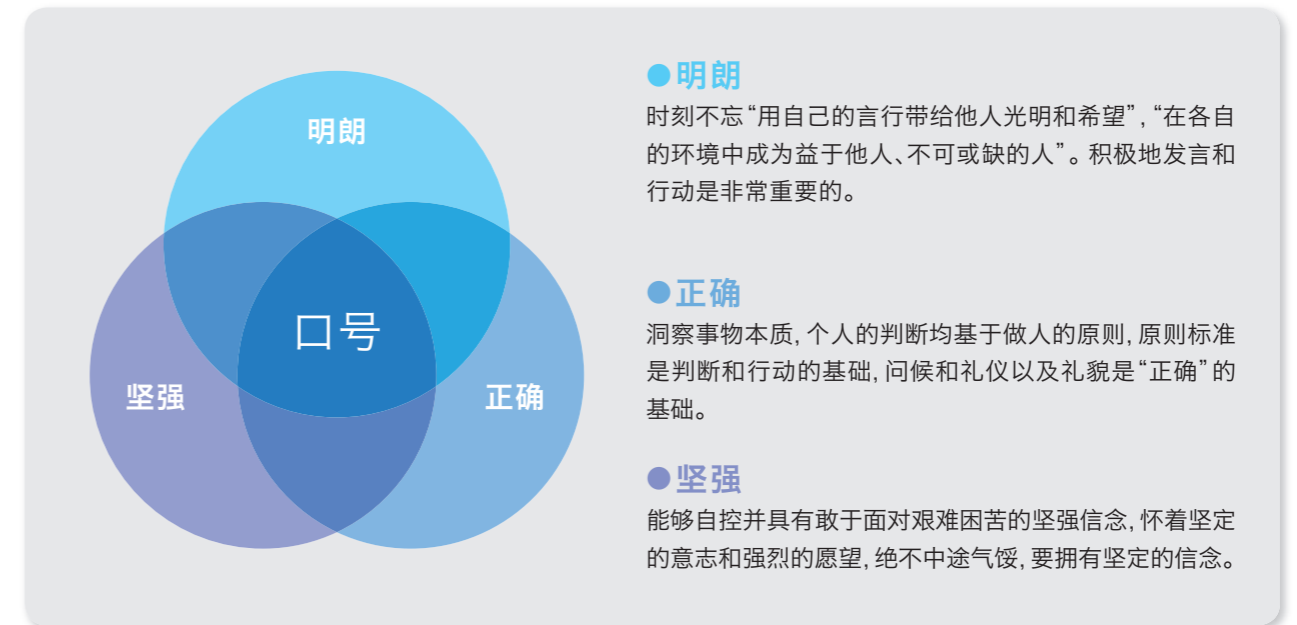 明朗
口号
坚强
正确
●明朗
时刻不忘“用自己的言行带给他人光明和希望”，“在各自
的环境中成为益于他人、不可或缺的人”。积极地发言和
行动是非常重要的。
●正确
洞察事物本质，个人的判断均基于做人的原则，原则标准
是判断和行动的基础，问候和礼仪以及礼貌是“正确”的
基础。
●坚强
能够自控并具有敢于面对艰难困苦的坚强信念，怀着坚定
的意志和强烈的愿望，绝不中途气馁，要拥有坚定的信念。